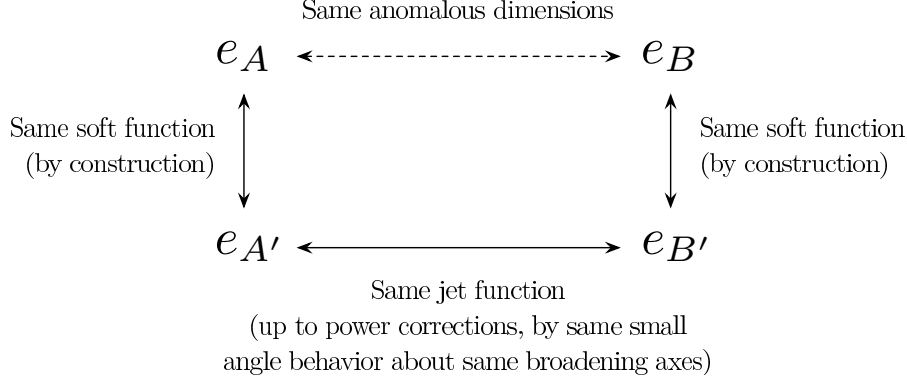 Same anomalous dimensions
e_A
e_B
Same soft function
(by construction)
Same soft function
(by construction)
e_{A'}
e_{B'}
Same jet function
(up to power corrections, by same small
angle behavior about same broadening axes)